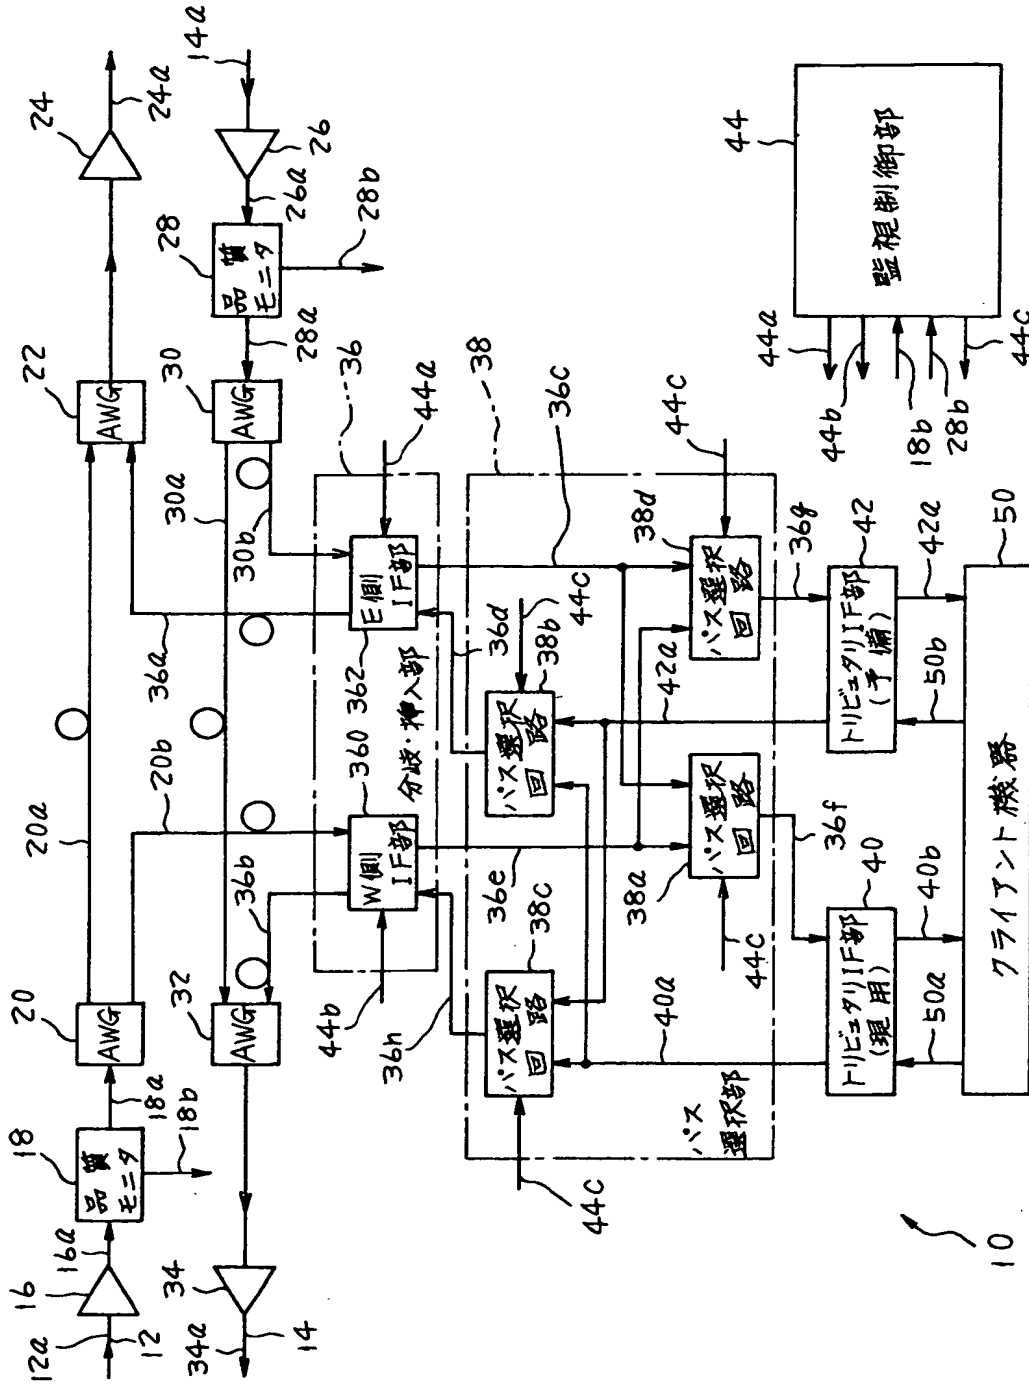 12a
12
16
16a
18
品質
モニタ
18a
18b
20
AWG
20a
20b
22
AWG
24
24a
14a
26
26a
28
品質
モニタ
28b
28a
30
AWG
30a
30b
36a
36b
32
AWG
34
34a
14
36
44a
E側
IF部
362
分岐・挿入部
360
W側
IF部
44b
36h
36e
36d
36c
38
44c
38d
パス選択
回路
36g
44c
38b
パス選択
回路
42a
38a
パス選択
回路
44c
36f
38c
パス選択
回路
44c
40a
パス
選択部
トリビュタリIF部
(現用)
40
40b
50a
トリビュタリIF部
(予備)
42
42a
50b
クライアント機器
50
44
監視制御部
44a
44b
18b
28b
44c
10